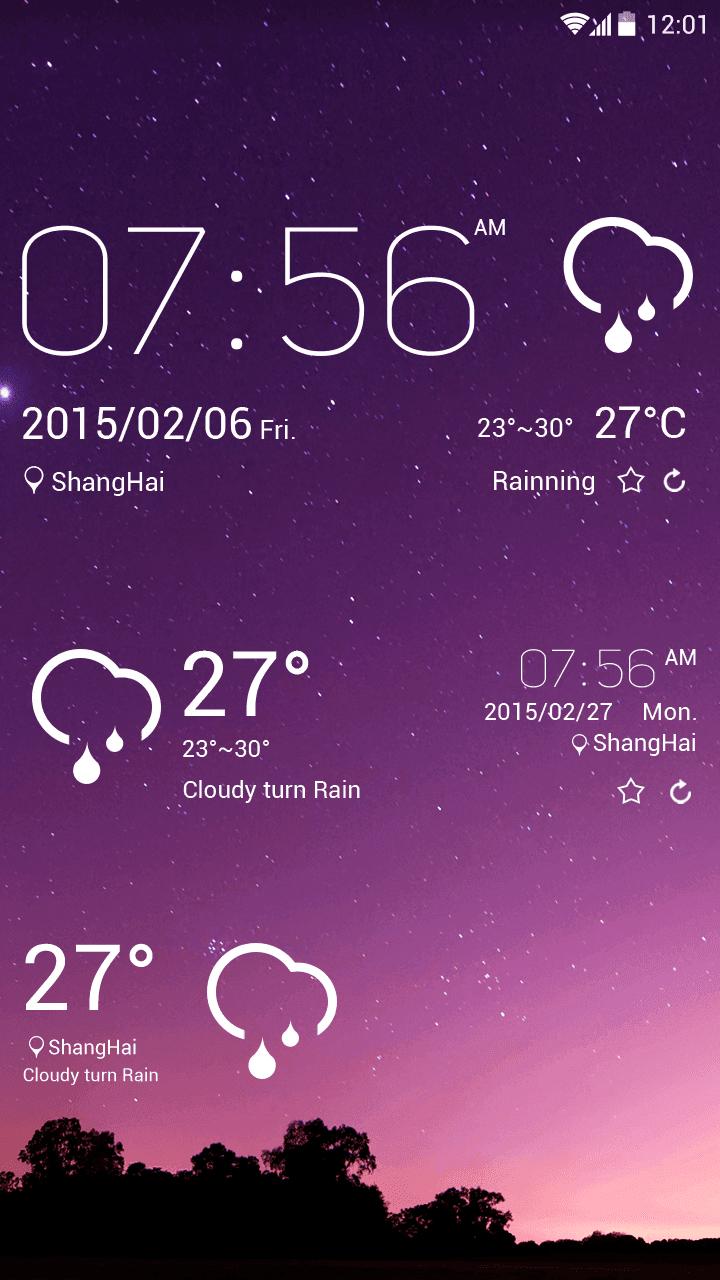 12:01
07:56 AM
2015/02/06 Fri.
23°~30° 27°C
ShangHai
Rainning
27°
23°~30°
Cloudy turn Rain
07:56 AM
2015/02/27 Mon.
ShangHai
27°
ShangHai
Cloudy turn Rain